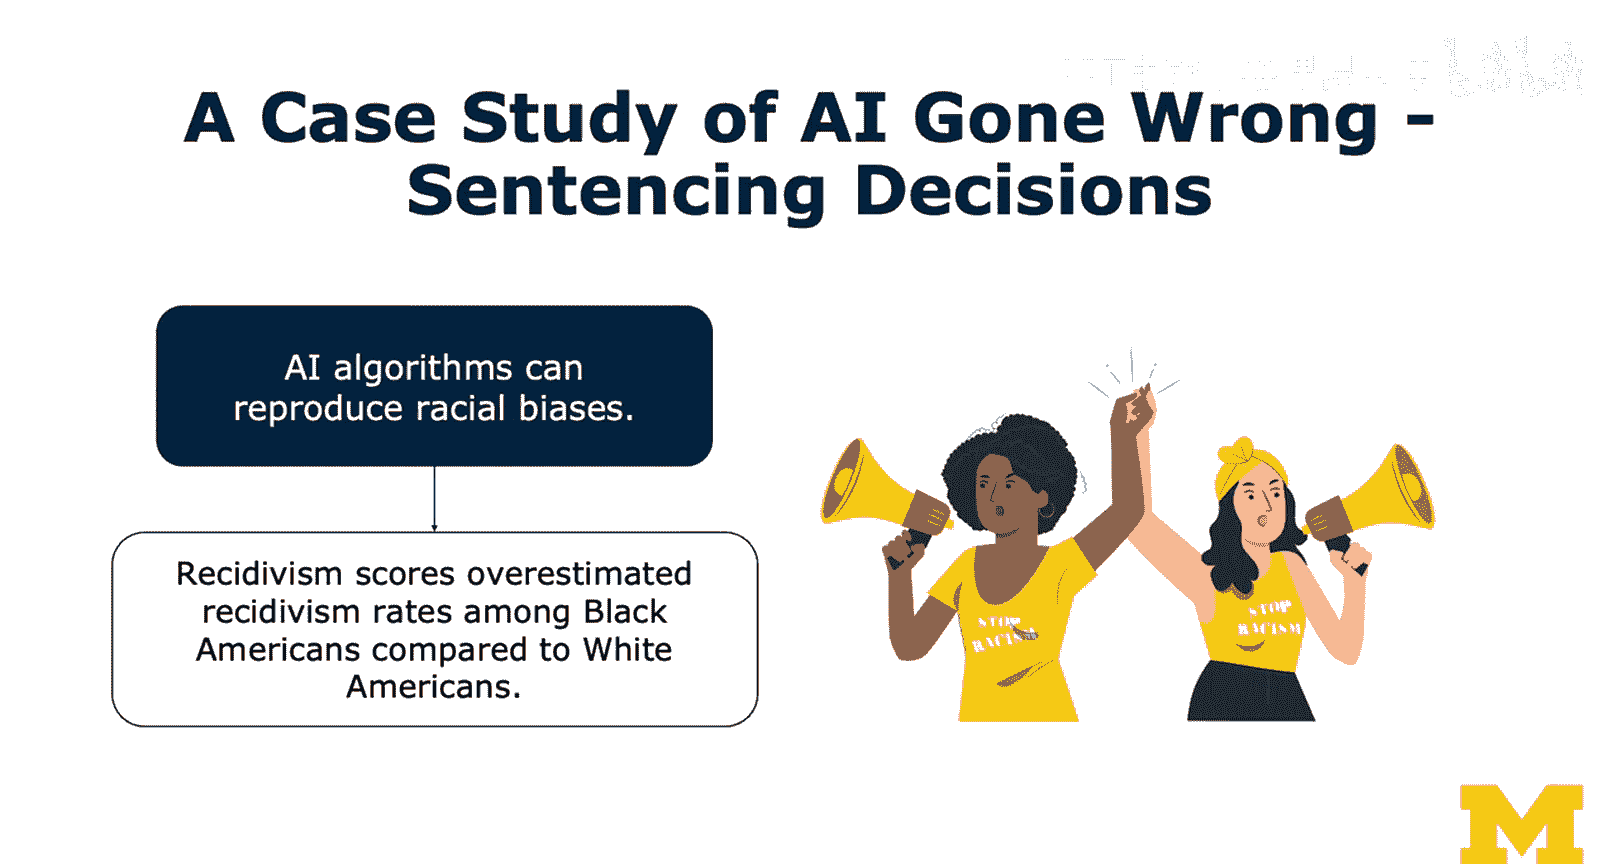 A Case Study of AI Gone Wrong -
Sentencing Decisions
AI algorithms can
reproduce racial biases.
Recidivism scores overestimated
recidivism rates among Black
Americans compared to White
Americans.
STOP
RACISM
STOP
RACISM
M